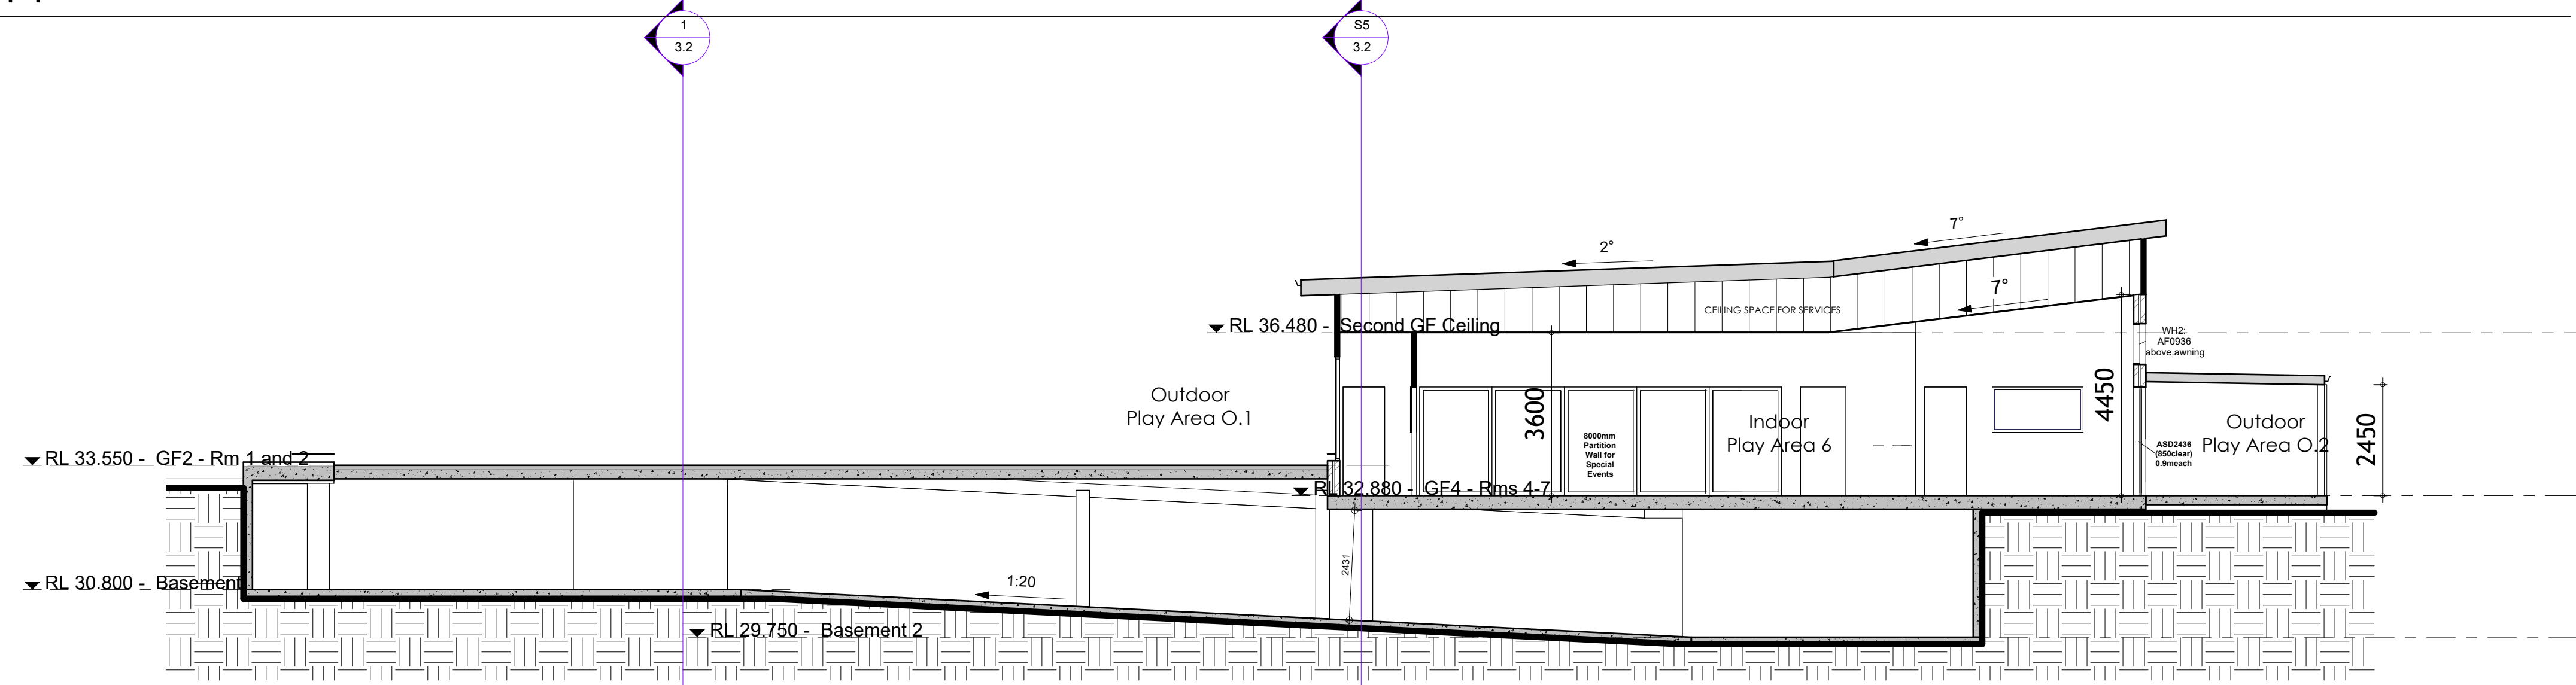 1
3.2
S5
3.2
7°
2°
7°
CEILING SPACE FOR SERVICES
RL 36.480 - Second GF Ceiling
WH2:
AF0936
above.awning
Outdoor
Play Area O.1
3600
4450
8000mm
Partition
Wall for
Special
Events
Indoor
Play Area 6
ASD2436
(850clear)
0.9meach
Outdoor
Play Area O.2
2450
RL 33.550 - GF2 - Rm 1 and 2
RL 32.880 - GF4 - Rms 4-7
2431
RL 30.800 - Basement
1:20
RL 29.750 - Basement 2